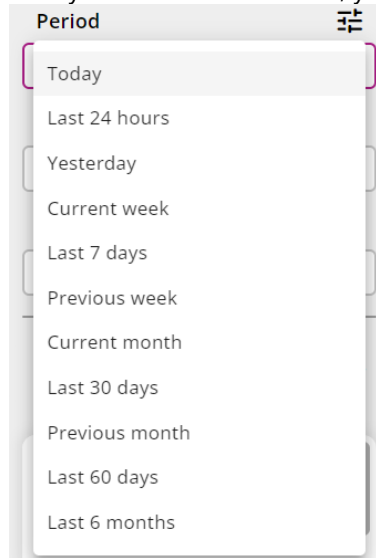 Period
Today
Last 24 hours
Yesterday
Current week
Last 7 days
Previous week
Current month
Last 30 days
Previous month
Last 60 days
Last 6 months